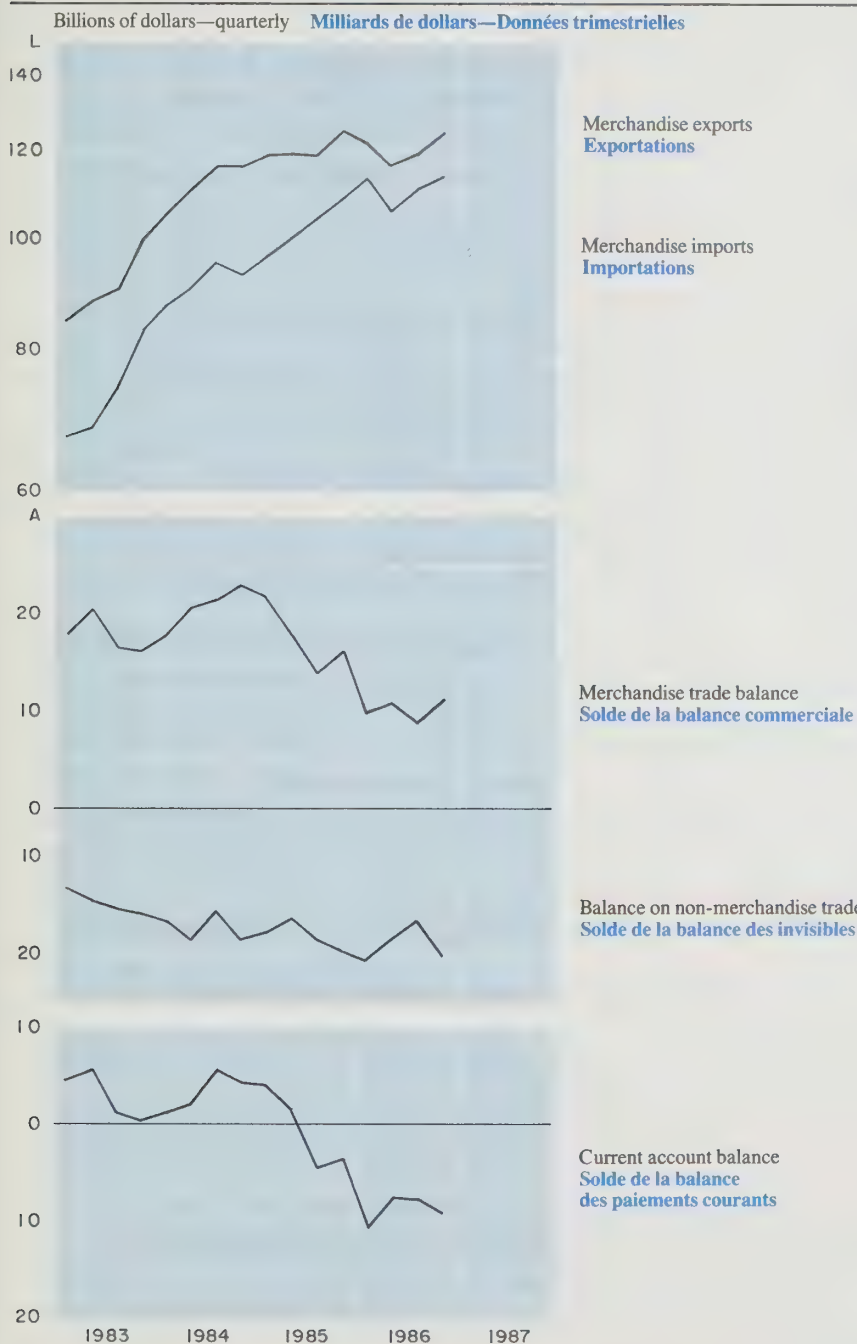 Billions of dollars—quarterly Milliards de dollars—Données trimestrielles
L
140
120
100
80
60
Merchandise exports
Exportations
Merchandise imports
Importations
A
20
10
0
10
20
Merchandise trade balance
Solde de la balance commerciale
Balance on non-merchandise trade
Solde de la balance des invisibles
10
0
10
20
Current account balance
Solde de la balance
des paiements courants
1983 1984 1985 1986 1987